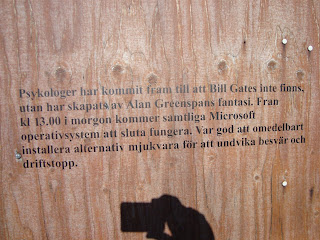 Psykologer har kommit fram till att Bill Gates inte finns,
utan har skapats av Alan Greenspans fantasi. Fran
kl 13.00 i morgon kommer samtliga Microsoft
operativsystem att sluta fungera. Var god att omedelbart
installera alternativ mjukvara för att undvika besvär och
driftstopp.